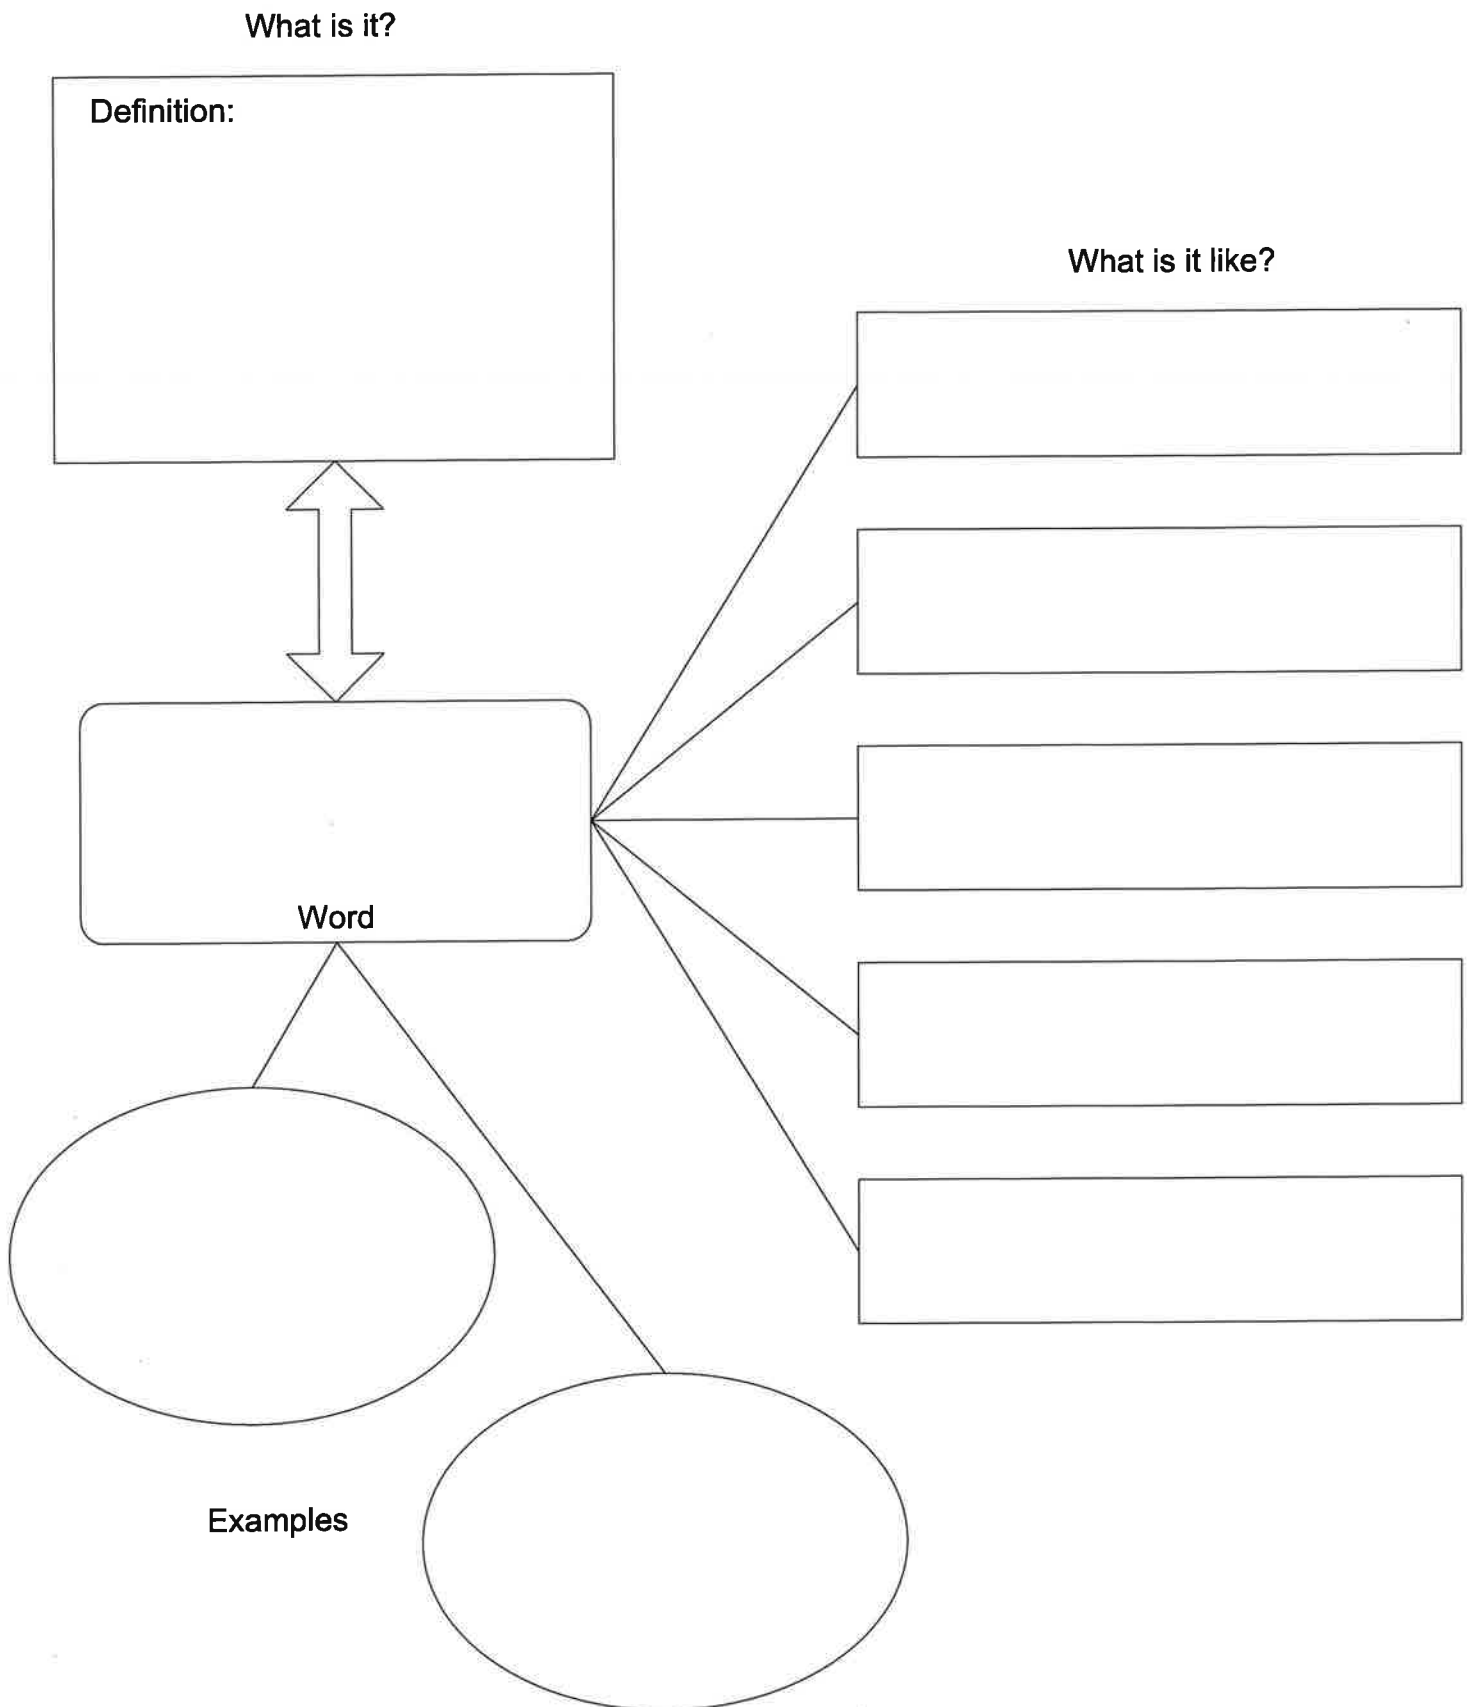 What is it?
Definition:
What is it like?
Word
Examples